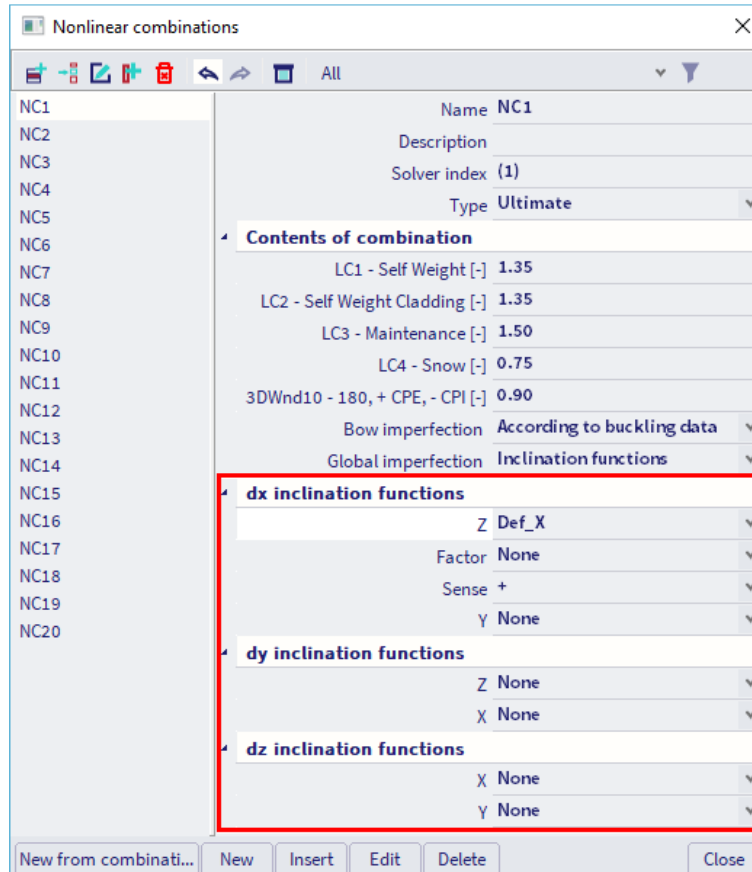 Nonlinear combinations
All
NC1
NC2
NC3
NC4
NC5
NC6
NC7
NC8
NC9
NC10
NC11
NC12
NC13
NC14
NC15
NC16
NC17
NC18
NC19
NC20
Name NC1
Description
Solver index (1)
Type Ultimate
Contents of combination
LC1 - Self Weight [-] 1.35
LC2 - Self Weight Cladding [-] 1.35
LC3 - Maintenance [-] 1.50
LC4 - Snow [-] 0.75
3DWnd10 - 180, + CPE, - CPI [-] 0.90
Bow imperfection According to buckling data
Global imperfection Inclination functions
dx inclination functions
Z Def_X
Factor None
Sense +
Y None
dy inclination functions
Z None
X None
dz inclination functions
X None
Y None
New from combinati... New Insert Edit Delete Close